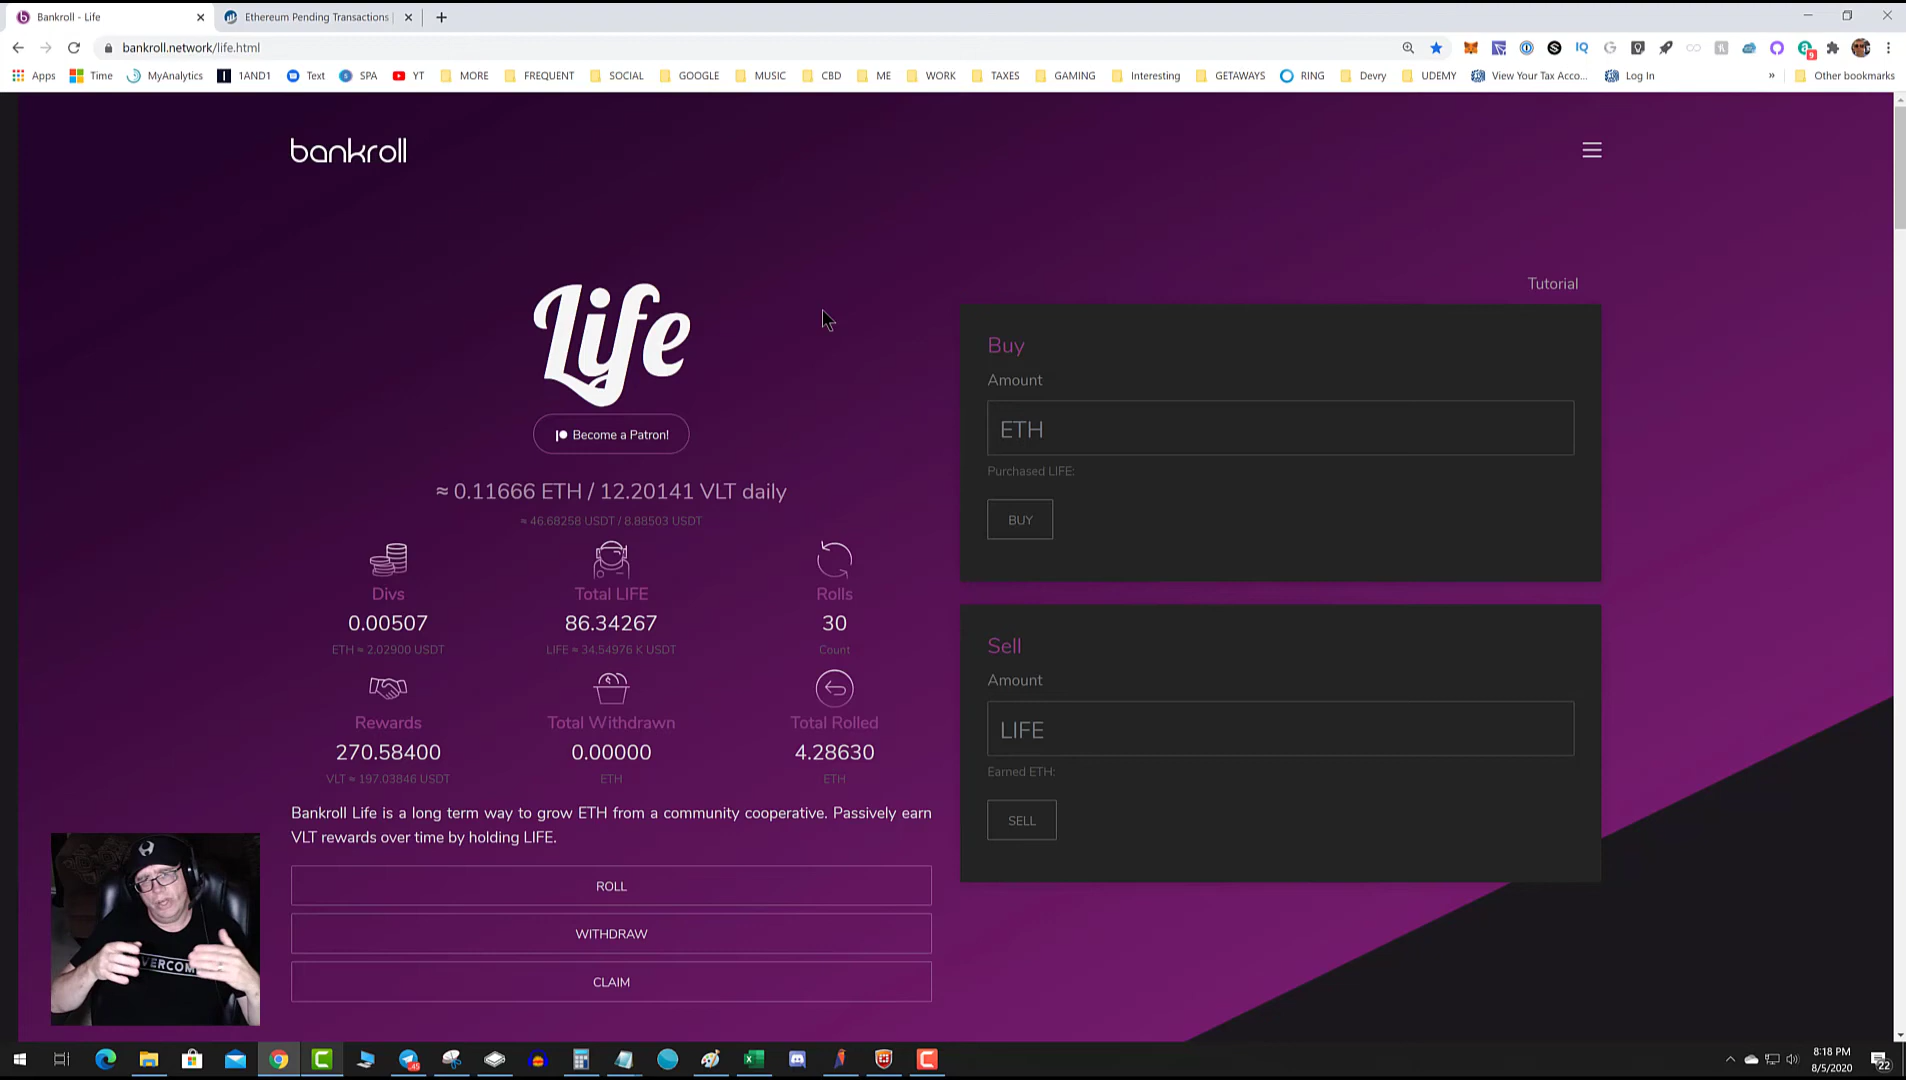 Bankroll - Life
Ethereum Pending Transactions
bankroll.network/life.html
Apps
Time
MyAnalytics
1AND1
Text
SPA
YT
MORE
FREQUENT
SOCIAL
GOOGLE
MUSIC
CBD
ME
WORK
TAXES
GAMING
Interesting
GETAWAYS
RING
Devry
UDEMY
View Your Tax Acco...
Log In
»
Other bookmarks
bankroll
Life
Become a Patron!
≈ 0.11666 ETH / 12.20141 VLT daily
≈ 46.68258 USDT / 8.88503 USDT
Divs
0.00507
ETH ≈ 2.02900 USDT
Total LIFE
86.34267
LIFE ≈ 34.54976 K USDT
Rolls
30
Count
Rewards
270.58400
VLT ≈ 197.03846 USDT
Total Withdrawn
0.00000
ETH
Total Rolled
4.28630
ETH
Bankroll Life is a long term way to grow ETH from a community cooperative. Passively earn
VLT rewards over time by holding LIFE.
ROLL
WITHDRAW
CLAIM
Tutorial
Buy
Amount
ETH
Purchased LIFE:
BUY
Sell
Amount
LIFE
Earned ETH:
SELL
VERCOM
8:18 PM
8/5/2020
22